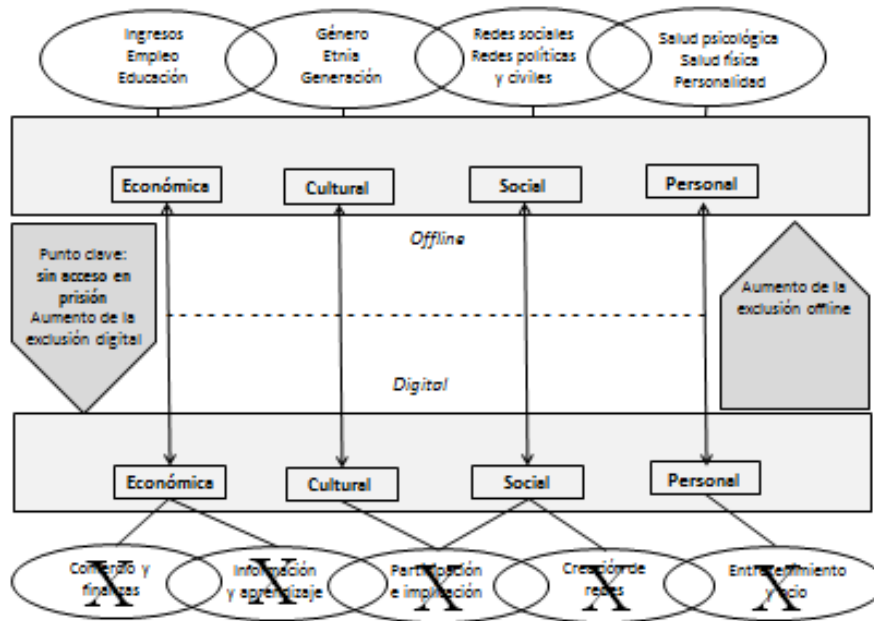 Ingresos
Empleo
Educación
Género
Etnia
Generación
Redes sociales
Redes políticas
y civiles
Salud psicológica
Salud física
Personalidad
Económica
Cultural
Social
Personal
Offline
Punto clave:
sin acceso en
prisión
Aumento de la
exclusión digital
Aumento de la
exclusión offline
Digital
Económica
Cultural
Social
Personal
Comercio y
finanzas
X
Información
y aprendizaje
X
Participación
e implicación
X
Creación de
redes
X
Entretenimiento
y ocio
X